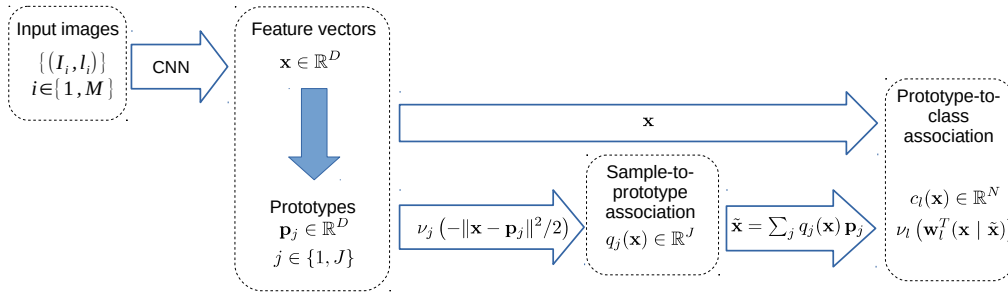 Input images
{(I_i, l_i)}
i∈{1, M}
CNN
Feature vectors
𝐱 ∈ ℝ^D
Prototypes
𝐩_j ∈ ℝ^D
j ∈ {1, J}
𝐱
ν_j (−‖𝐱 − 𝐩_j‖²/2)
Sample-to-
prototype
association
q_j(𝐱) ∈ ℝ^J
𝐱̃ = ∑_j q_j(𝐱) 𝐩_j
Prototype-to-
class
association
c_l(𝐱) ∈ ℝ^N
ν_l (𝐰_l^T(𝐱 | 𝐱̃)